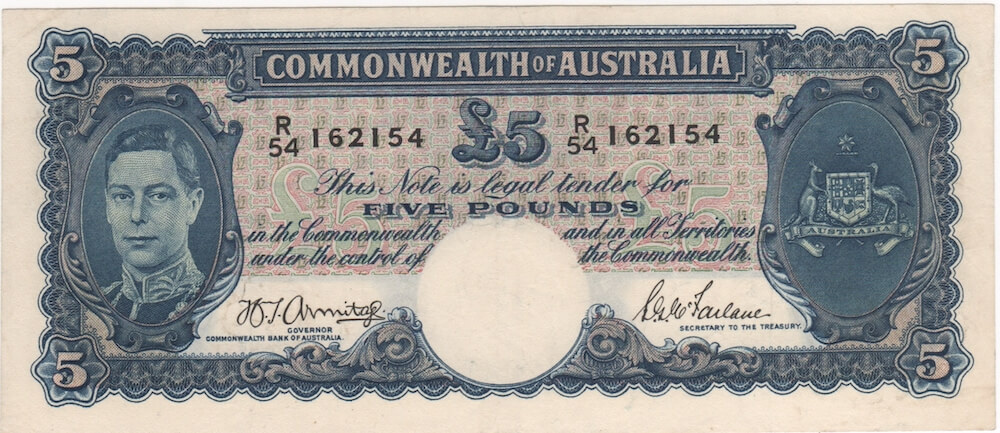 5 COMMONWEALTH OF AUSTRALIA 5
R/54 162154 £5 R/54 162154
This Note is legal tender for
FIVE POUNDS
in the Commonwealth and in all Territories
under the control of the Commonwealth.
AUSTRALIA
H.T. Armitage S.G. McFarlane
GOVERNOR SECRETARY TO THE TREASURY.
COMMONWEALTH BANK OF AUSTRALIA.
5 5